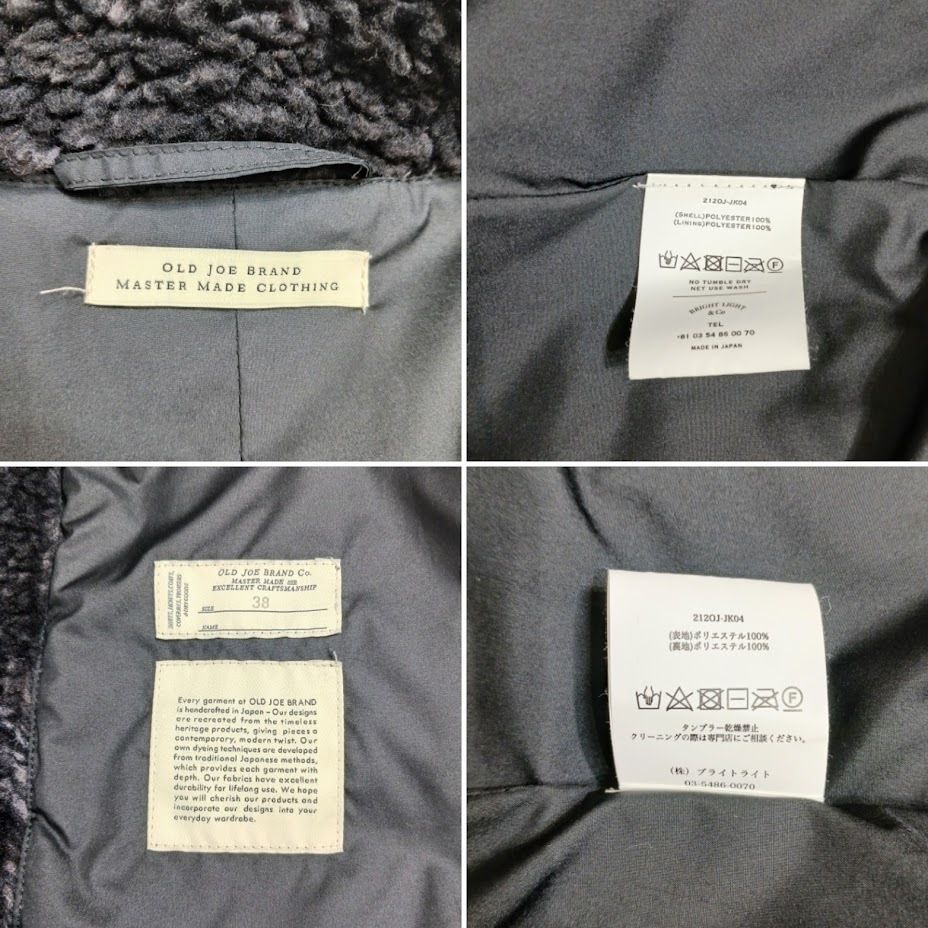 OLD JOE BRAND
MASTER MADE CLOTHING
212OJ-JK04
(SHELL)POLYESTER100%
(LINING)POLYESTER100%
NO TUMBLE DRY
NET USE WASH
BRIGHT LIGHT
& Co
TEL
+81 03 54 86 00 70
MADE IN JAPAN
OLD JOE BRAND Co.
MASTER MADE
EXCELLENT CRAFTSMANSHIP
SIZE 38
NAME
Every garment at OLD JOE BRAND
is handcrafted in Japan – Our designs
are recreated from the timeless
heritage products, giving pieces a
contemporary, modern twist. Our
own dyeing techniques are developed
from traditional Japanese methods,
which provides each garment with
depth. Our fabrics have excellent
durability for lifelong use. We hope
you will cherish our products and
incorporate our designs into your
everyday wardrobe.
212OJ-JK04
(表地)ポリエステル100%
(裏地)ポリエステル100%
タンブラー乾燥禁止
クリーニングの際は専門店にご相談ください。
(株) ブライトライト
03-5486-0070